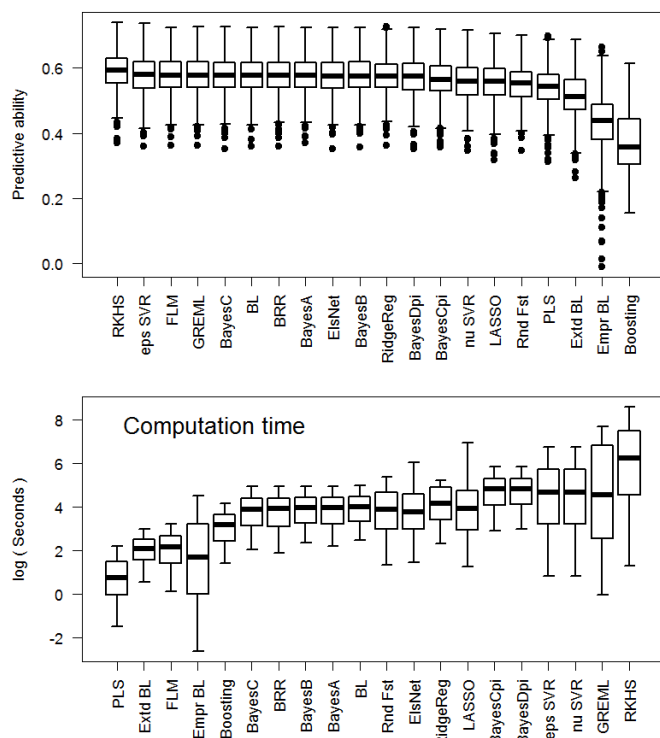 Predictive ability
0.6
0.4
0.2
0.0
RKHS
eps SVR
FLM
GREML
BayesC
BL
BRR
BayesA
ElsNet
BayesB
RidgeReg
BayesDpi
BayesCpi
nu SVR
LASSO
Rnd Fst
PLS
Extd BL
Empr BL
Boosting
Computation time
log ( Seconds )
8
6
4
2
0
-2
PLS
Extd BL
FLM
Empr BL
Boosting
BayesC
BRR
BayesB
BayesA
BL
Rnd Fst
ElsNet
RidgeReg
LASSO
BayesCpi
BayesDpi
eps SVR
nu SVR
GREML
RKHS